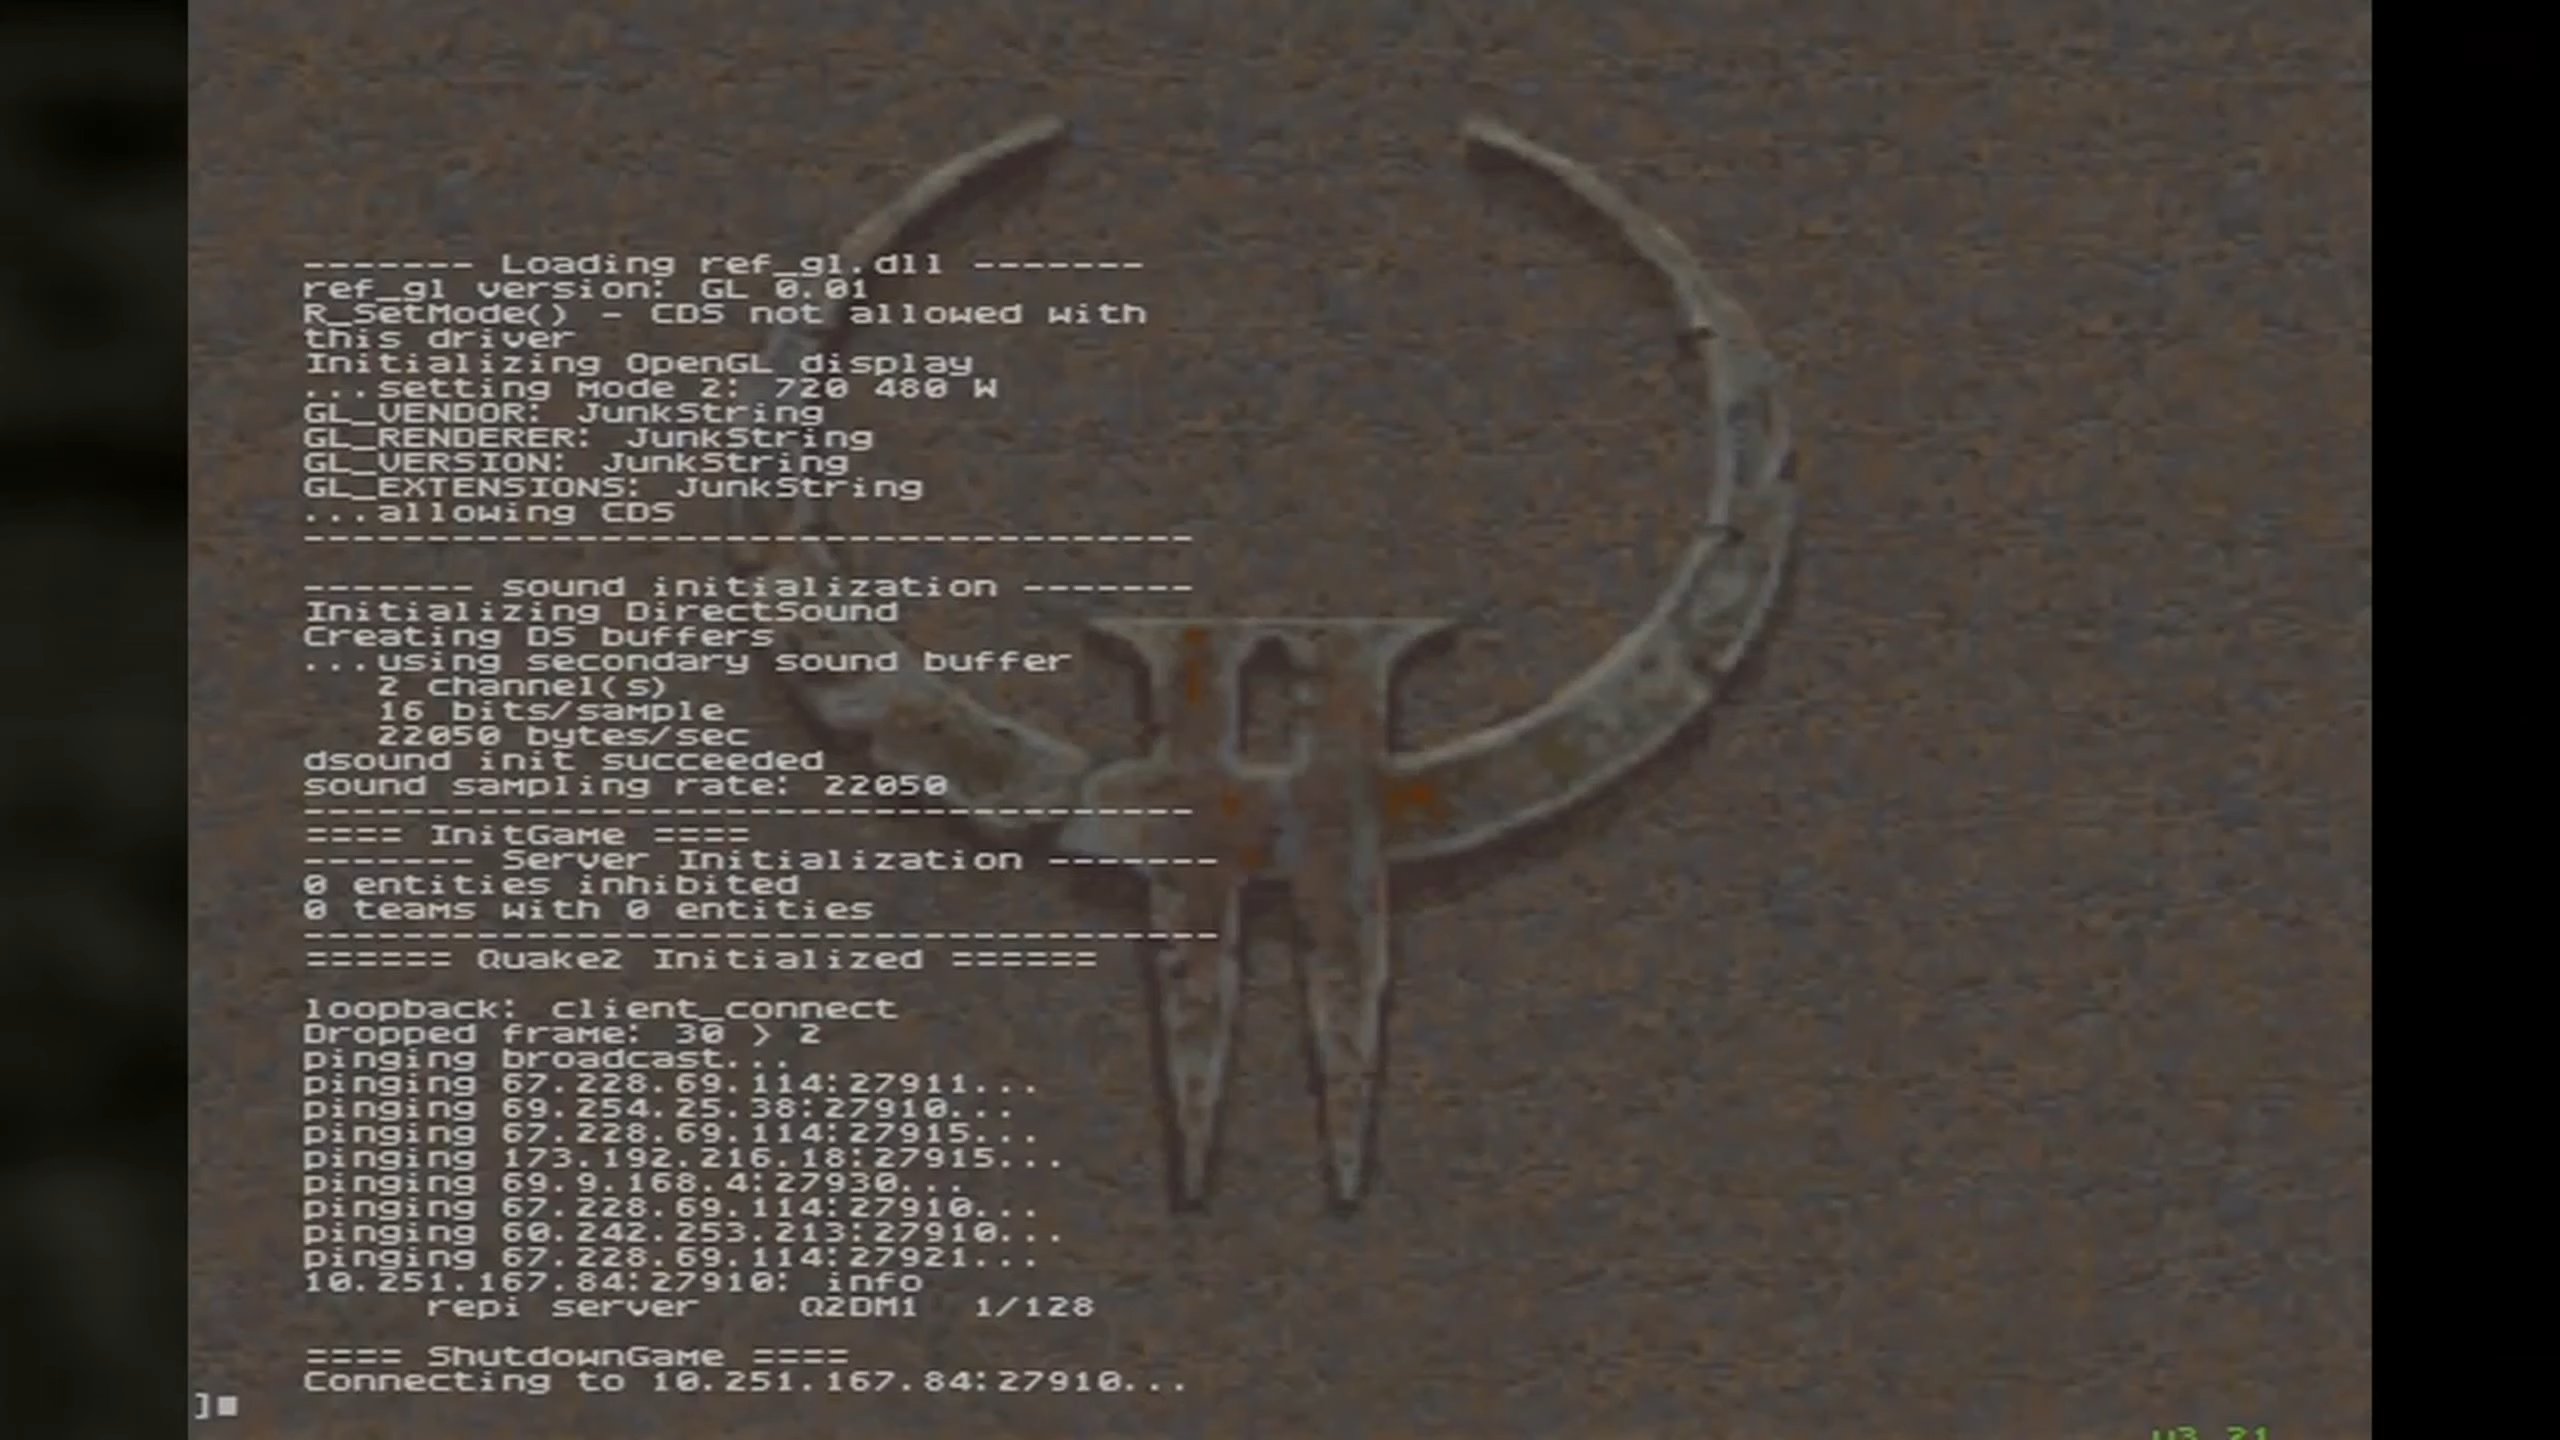 ------- Loading ref_gl.dll -------
ref_gl version: GL 0.01
R_SetMode() - CDS not allowed with
this driver
Initializing OpenGL display
...setting mode 2: 720 480 W
GL_VENDOR: JunkString
GL_RENDERER: JunkString
GL_VERSION: JunkString
GL_EXTENSIONS: JunkString
...allowing CDS
------------------------------------
------- sound initialization -------
Initializing DirectSound
Creating DS buffers
...using secondary sound buffer
   2 channel(s)
   16 bits/sample
   22050 bytes/sec
dsound init succeeded
sound sampling rate: 22050
------------------------------------
==== InitGame ====
------- Server Initialization -------
0 entities inhibited
0 teams with 0 entities
-------------------------------------
====== Quake2 Initialized ======
loopback: client_connect
Dropped frame: 30 > 2
pinging broadcast...
pinging 67.228.69.114:27911...
pinging 69.254.25.38:27910...
pinging 67.228.69.114:27915...
pinging 173.192.216.18:27915...
pinging 69.9.168.4:27930...
pinging 67.228.69.114:27910...
pinging 60.242.253.213:27910...
pinging 67.228.69.114:27921...
10.251.167.84:27910: info
     repi server    Q2DM1  1/128
==== ShutdownGame ====
Connecting to 10.251.167.84:27910...
]
v3.21